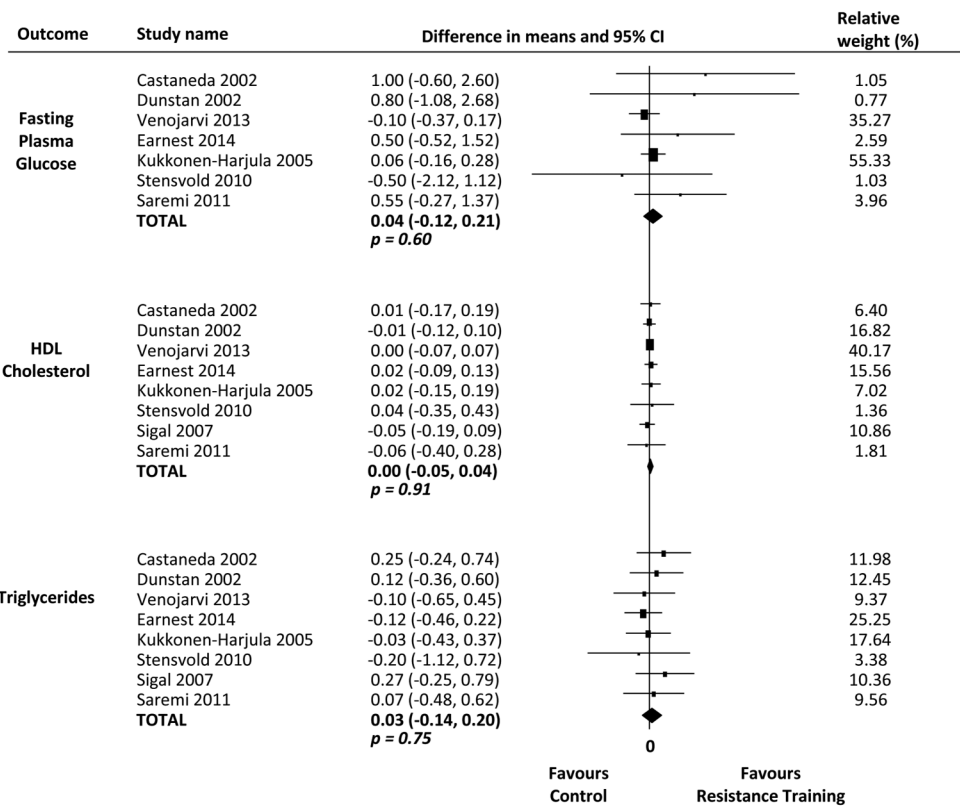 Outcome Study name Difference in means and 95% CI Relative weight (%)
Fasting Plasma Glucose
Castaneda 2002 1.00 (-0.60, 2.60) 1.05
Dunstan 2002 0.80 (-1.08, 2.68) 0.77
Venojarvi 2013 -0.10 (-0.37, 0.17) 35.27
Earnest 2014 0.50 (-0.52, 1.52) 2.59
Kukkonen-Harjula 2005 0.06 (-0.16, 0.28) 55.33
Stensvold 2010 -0.50 (-2.12, 1.12) 1.03
Saremi 2011 0.55 (-0.27, 1.37) 3.96
TOTAL 0.04 (-0.12, 0.21)
p = 0.60
HDL Cholesterol
Castaneda 2002 0.01 (-0.17, 0.19) 6.40
Dunstan 2002 -0.01 (-0.12, 0.10) 16.82
Venojarvi 2013 0.00 (-0.07, 0.07) 40.17
Earnest 2014 0.02 (-0.09, 0.13) 15.56
Kukkonen-Harjula 2005 0.02 (-0.15, 0.19) 7.02
Stensvold 2010 0.04 (-0.35, 0.43) 1.36
Sigal 2007 -0.05 (-0.19, 0.09) 10.86
Saremi 2011 -0.06 (-0.40, 0.28) 1.81
TOTAL 0.00 (-0.05, 0.04)
p = 0.91
Triglycerides
Castaneda 2002 0.25 (-0.24, 0.74) 11.98
Dunstan 2002 0.12 (-0.36, 0.60) 12.45
Venojarvi 2013 -0.10 (-0.65, 0.45) 9.37
Earnest 2014 -0.12 (-0.46, 0.22) 25.25
Kukkonen-Harjula 2005 -0.03 (-0.43, 0.37) 17.64
Stensvold 2010 -0.20 (-1.12, 0.72) 3.38
Sigal 2007 0.27 (-0.25, 0.79) 10.36
Saremi 2011 0.07 (-0.48, 0.62) 9.56
TOTAL 0.03 (-0.14, 0.20)
p = 0.75
0
Favours Control
Favours Resistance Training